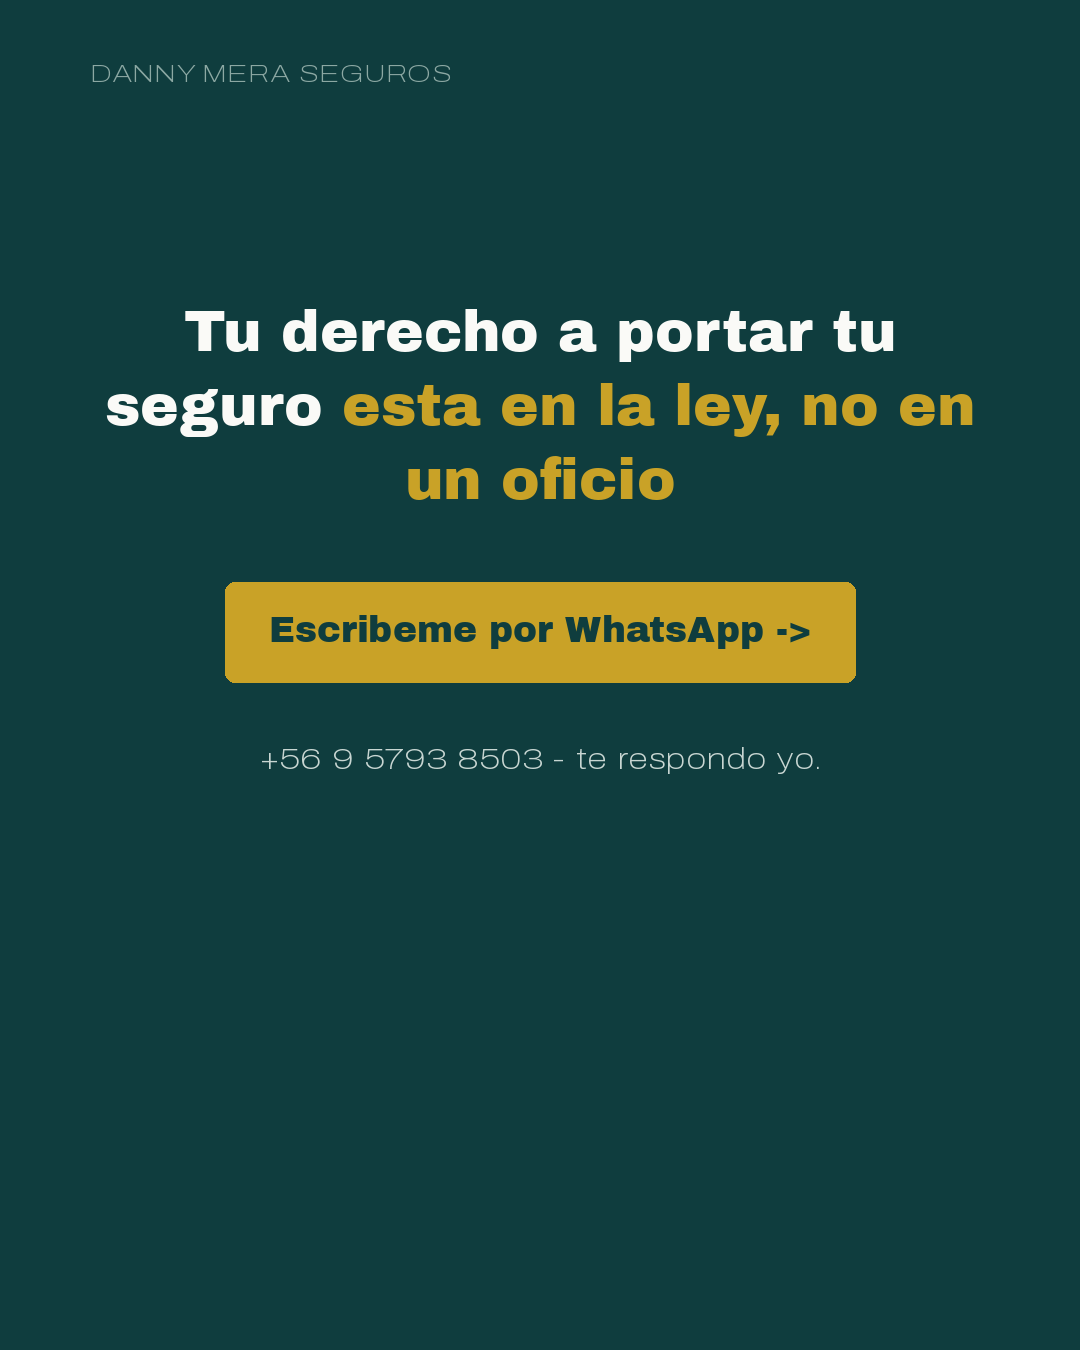 DANNY MERA SEGUROS
Tu derecho a portar tu
seguro esta en la ley, no en
un oficio
Escribeme por WhatsApp ->
+56 9 5793 8503 - te respondo yo.